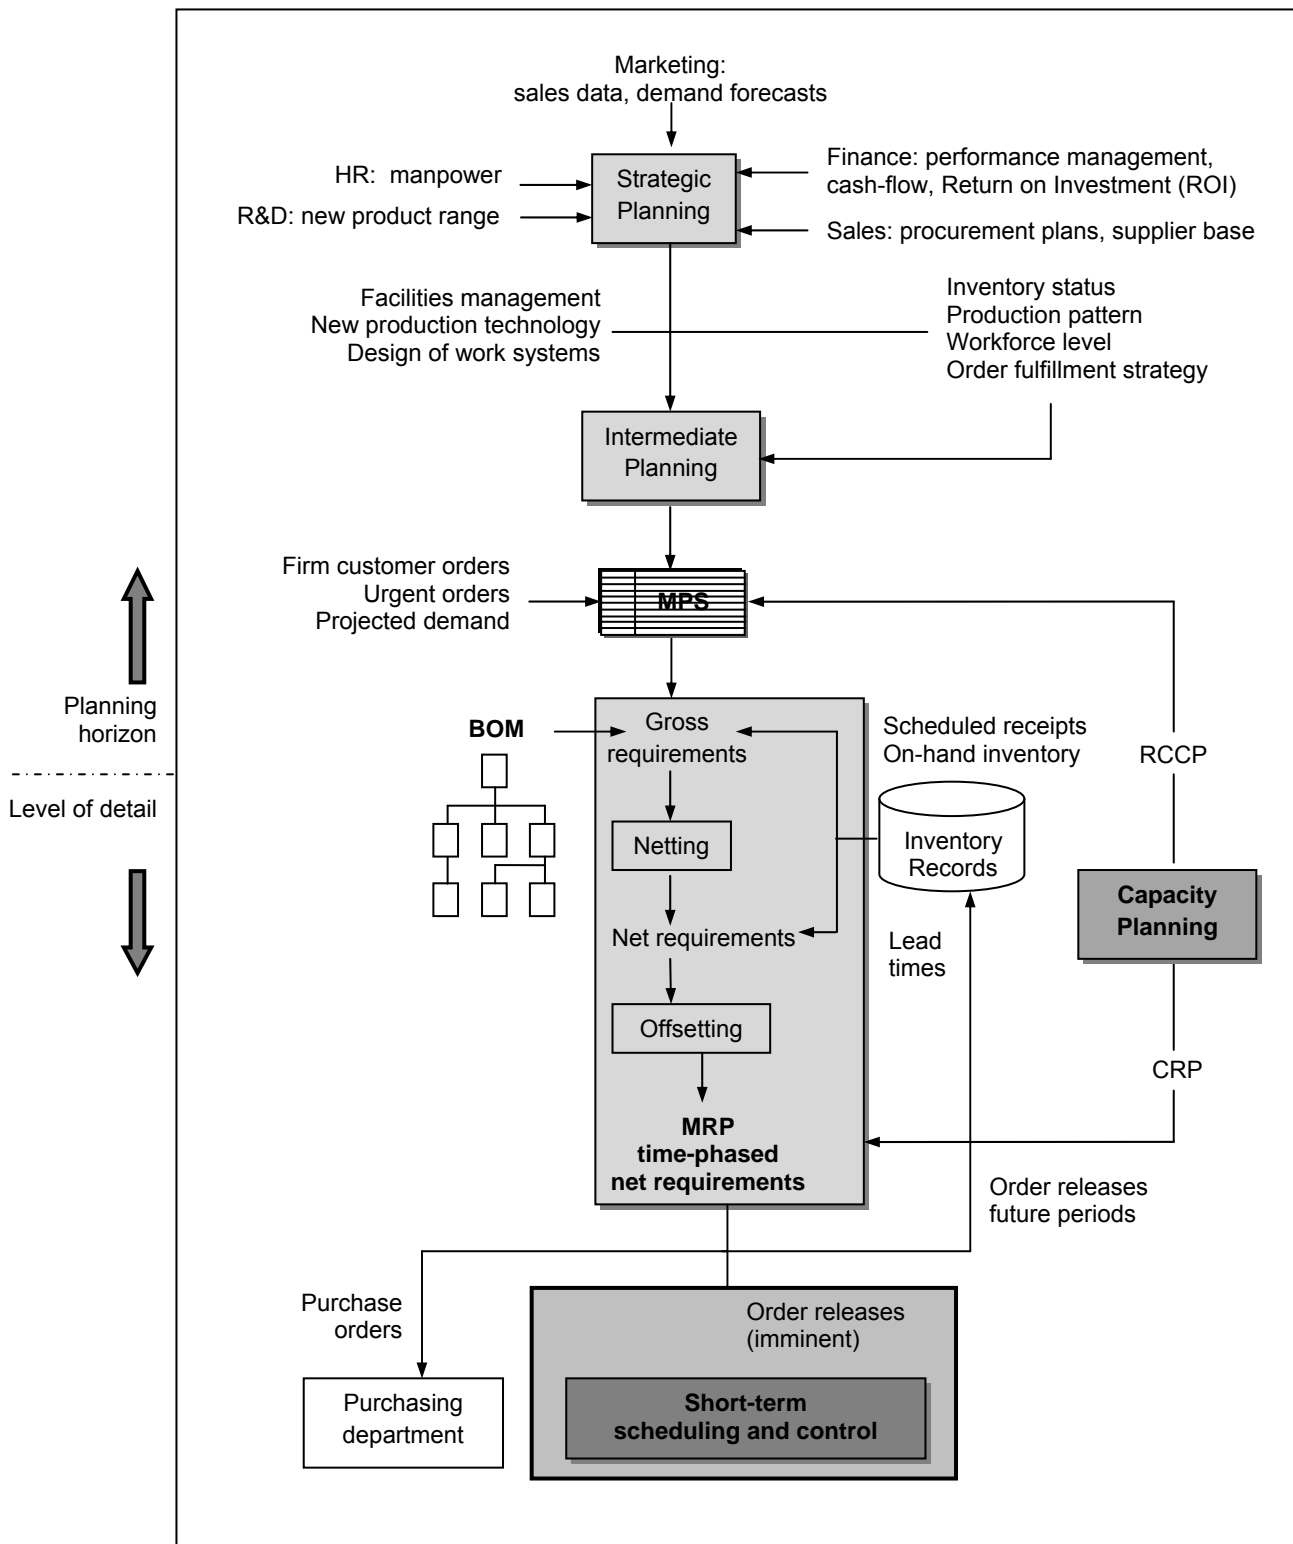 Marketing:
sales data, demand forecasts
HR:  manpower
R&D: new product range
Strategic
Planning
Finance: performance management,
cash-flow, Return on Investment (ROI)
Sales: procurement plans, supplier base
Facilities management
New production technology
Design of work systems
Inventory status
Production pattern
Workforce level
Order fulfillment strategy
Intermediate
Planning
Firm customer orders
Urgent orders
Projected demand
MPS
Planning
horizon
Level of detail
BOM
Gross
requirements
Scheduled receipts
On-hand inventory
RCCP
Netting
Inventory
Records
Capacity
Planning
Net requirements
Lead
times
Offsetting
CRP
MRP
time-phased
net requirements
Order releases
future periods
Purchase
orders
Order releases
(imminent)
Purchasing
department
Short-term
scheduling and control